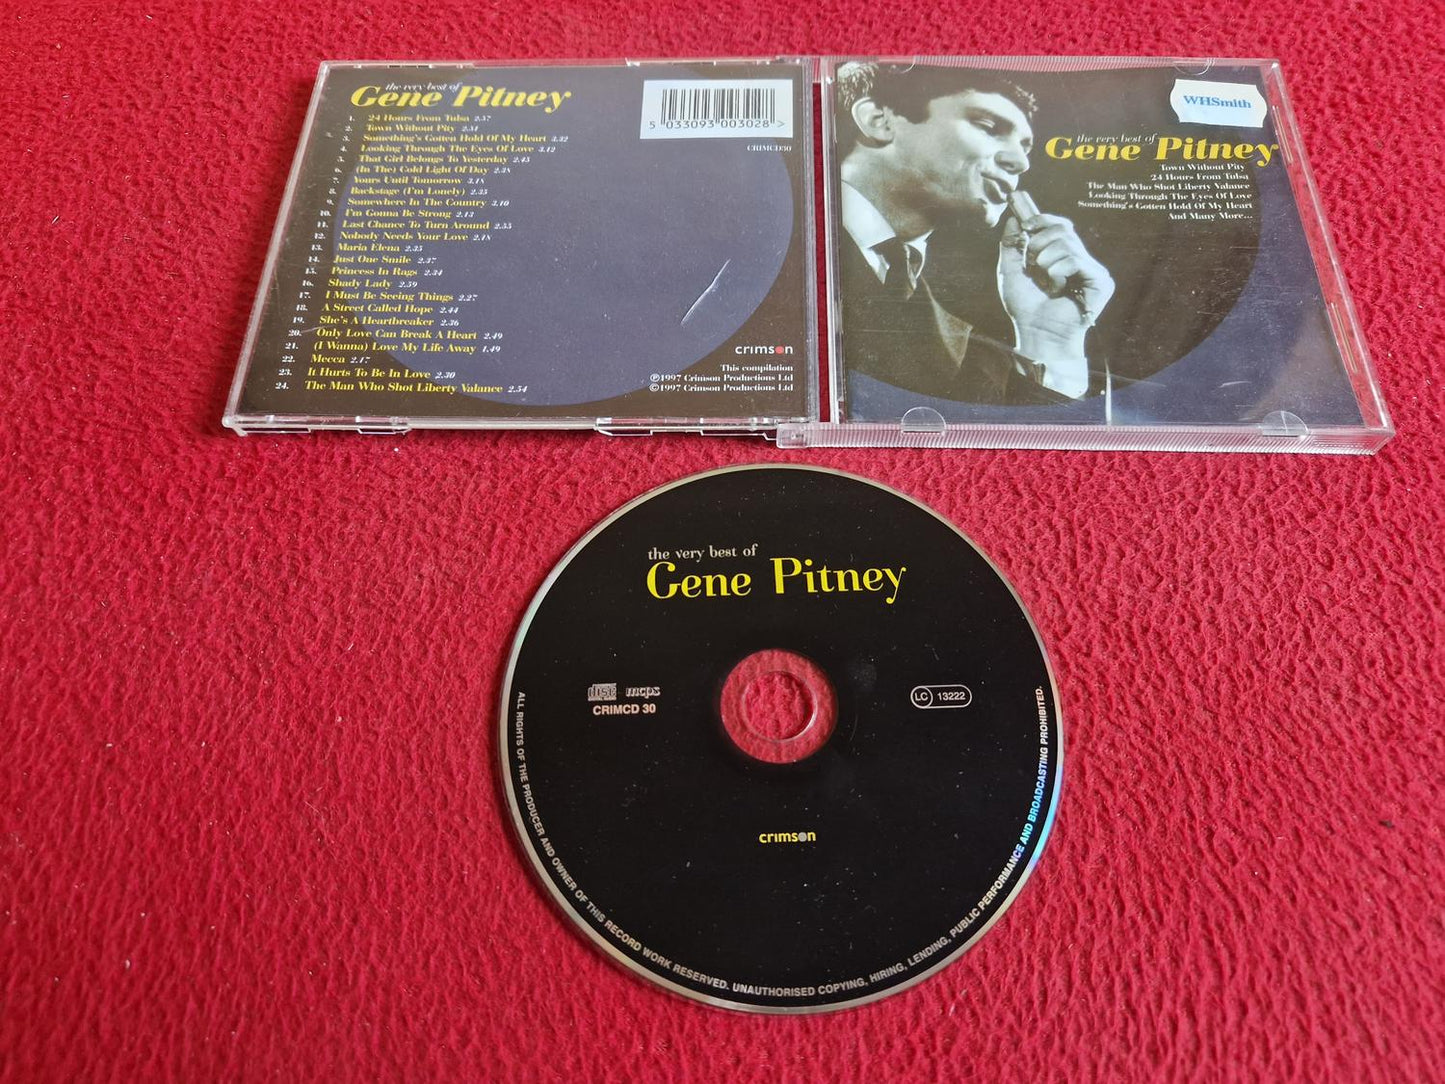 the very best of
Gene Pitney
1. 24 Hours From Tulsa 2.57
2. Town Without Pity 2.51
3. Something's Gotten Hold Of My Heart 3.32
4. Looking Through The Eyes Of Love 3.12
5. That Girl Belongs To Yesterday 2.45
6. (In The) Cold Light Of Day 2.38
7. Yours Until Tomorrow 3.18
8. Backstage (I'm Lonely) 2.35
9. Somewhere In The Country 3.10
10. I'm Gonna Be Strong 2.13
11. Last Chance To Turn Around 2.55
12. Nobody Needs Your Love 2.18
13. Maria Elena 2.35
14. Just One Smile 2.37
15. Princess In Rags 2.34
16. Shady Lady 2.59
17. I Must Be Seeing Things 2.27
18. A Street Called Hope 2.44
19. She's A Heartbreaker 2.36
20. Only Love Can Break A Heart 2.49
21. (I Wanna) Love My Life Away 1.49
22. Mecca 2.17
23. It Hurts To Be In Love 2.30
24. The Man Who Shot Liberty Valance 2.54
5 033093 003028 >
CRIMCD30
crimson
This compilation
℗1997 Crimson Productions Ltd
©1997 Crimson Productions Ltd
WHSmith
the very best of
Gene Pitney
Town Without Pity
24 Hours From Tulsa
The Man Who Shot Liberty Valance
Looking Through The Eyes Of Love
Something's Gotten Hold Of My Heart
And Many More...
the very best of
Gene Pitney
disc mcps
CRIMCD 30
LC 13222
crimson
ALL RIGHTS OF THE PRODUCER AND OWNER OF THIS RECORD WORK RESERVED. UNAUTHORISED COPYING, HIRING, LENDING, PUBLIC PERFORMANCE AND BROADCASTING PROHIBITED.